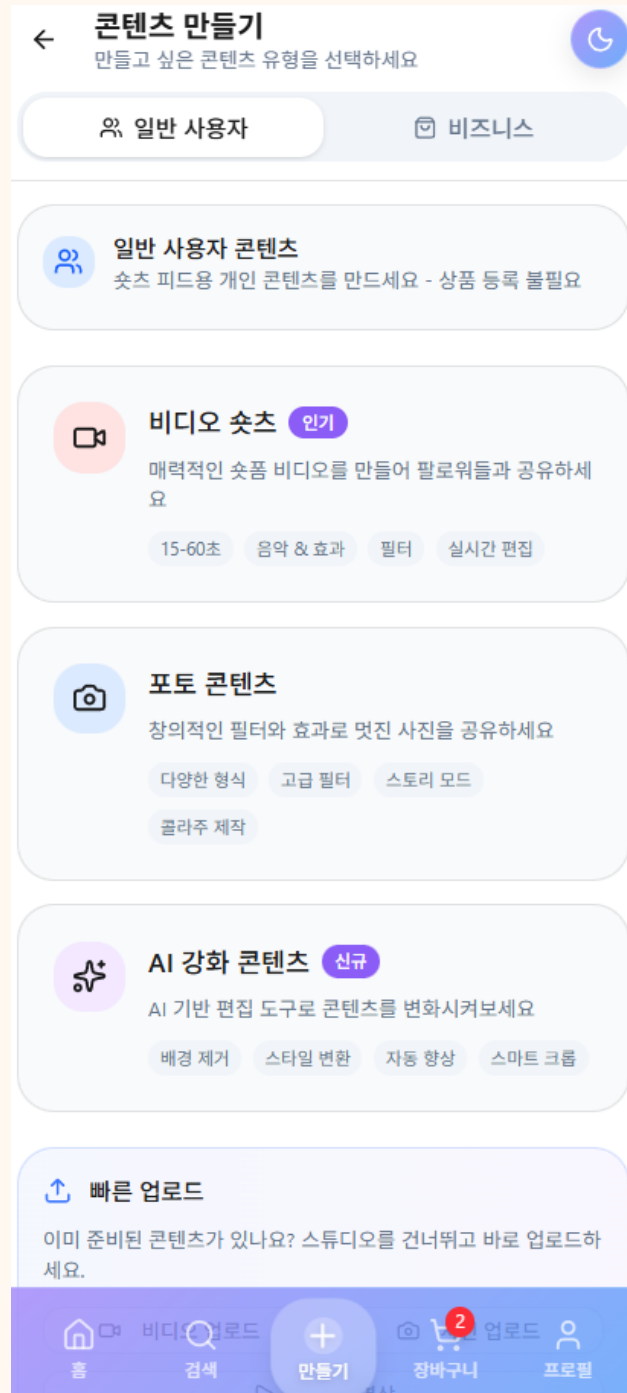 콘텐츠 만들기
만들고 싶은 콘텐츠 유형을 선택하세요
일반 사용자
비즈니스
일반 사용자 콘텐츠
숏츠 피드용 개인 콘텐츠를 만드세요 - 상품 등록 불필요
비디오 숏츠 인기
매력적인 숏폼 비디오를 만들어 팔로워들과 공유하세
요
15-60초 음악 & 효과 필터 실시간 편집
포토 콘텐츠
창의적인 필터와 효과로 멋진 사진을 공유하세요
다양한 형식 고급 필터 스토리 모드
콜라주 제작
AI 강화 콘텐츠 신규
AI 기반 편집 도구로 콘텐츠를 변화시켜보세요
배경 제거 스타일 변환 자동 향상 스마트 크롭
빠른 업로드
이미 준비된 콘텐츠가 있나요? 스튜디오를 건너뛰고 바로 업로드하
세요.
비디오 업로드 업로드
2
홈 검색 만들기 장바구니 프로필